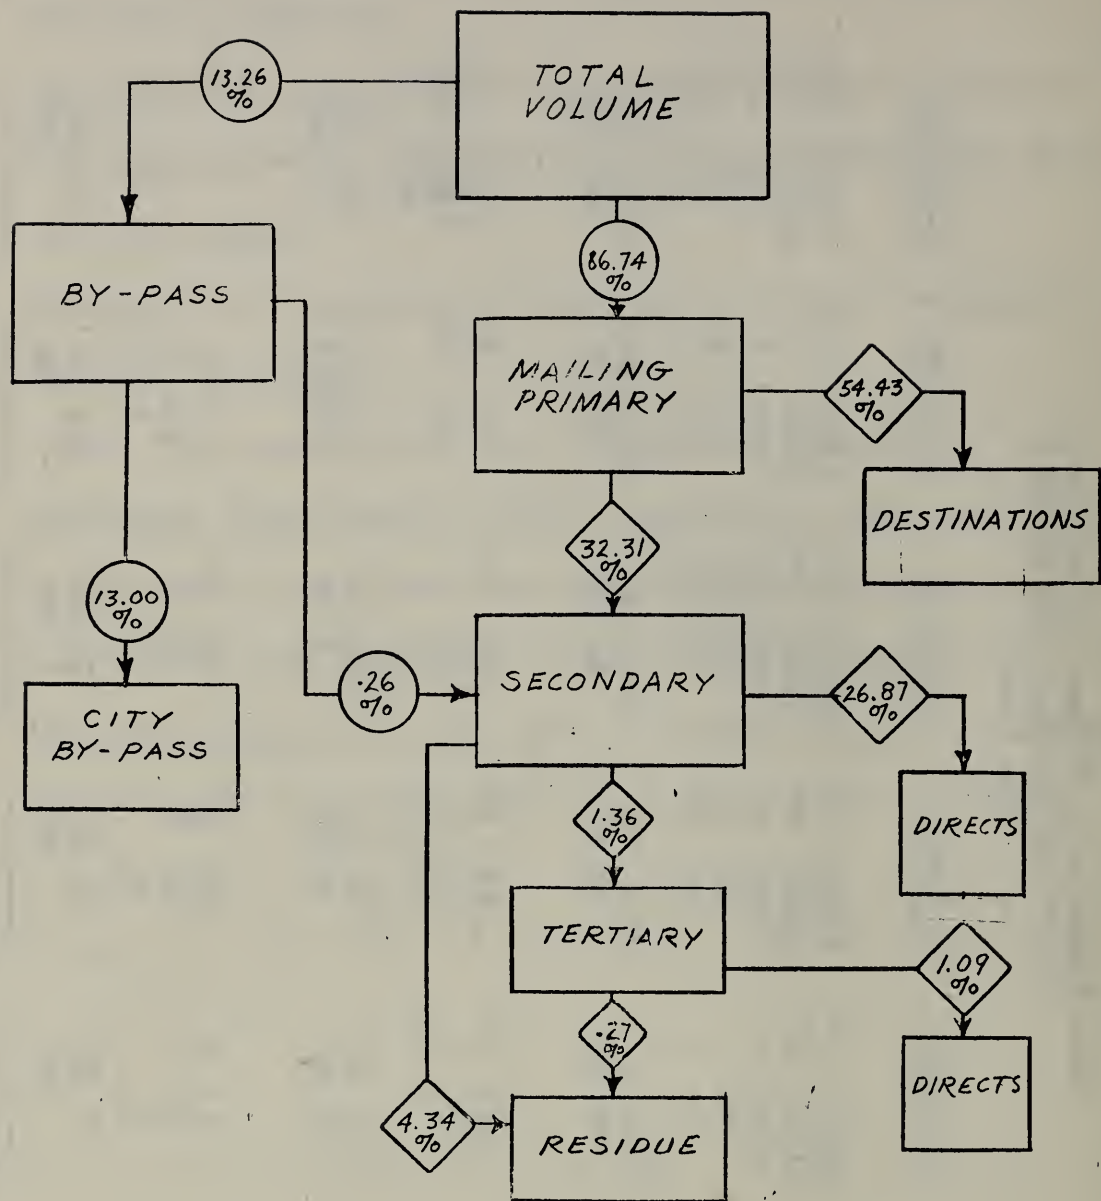 TOTAL
VOLUME
13.26
%
86.74
%
BY-PASS
MAILING
PRIMARY
54.43
%
DESTINATIONS
32.31
%
13.00
%
CITY
BY-PASS
.26
%
SECONDARY
26.87
%
DIRECTS
1.36
%
TERTIARY
1.09
%
DIRECTS
.27
%
4.34
%
RESIDUE